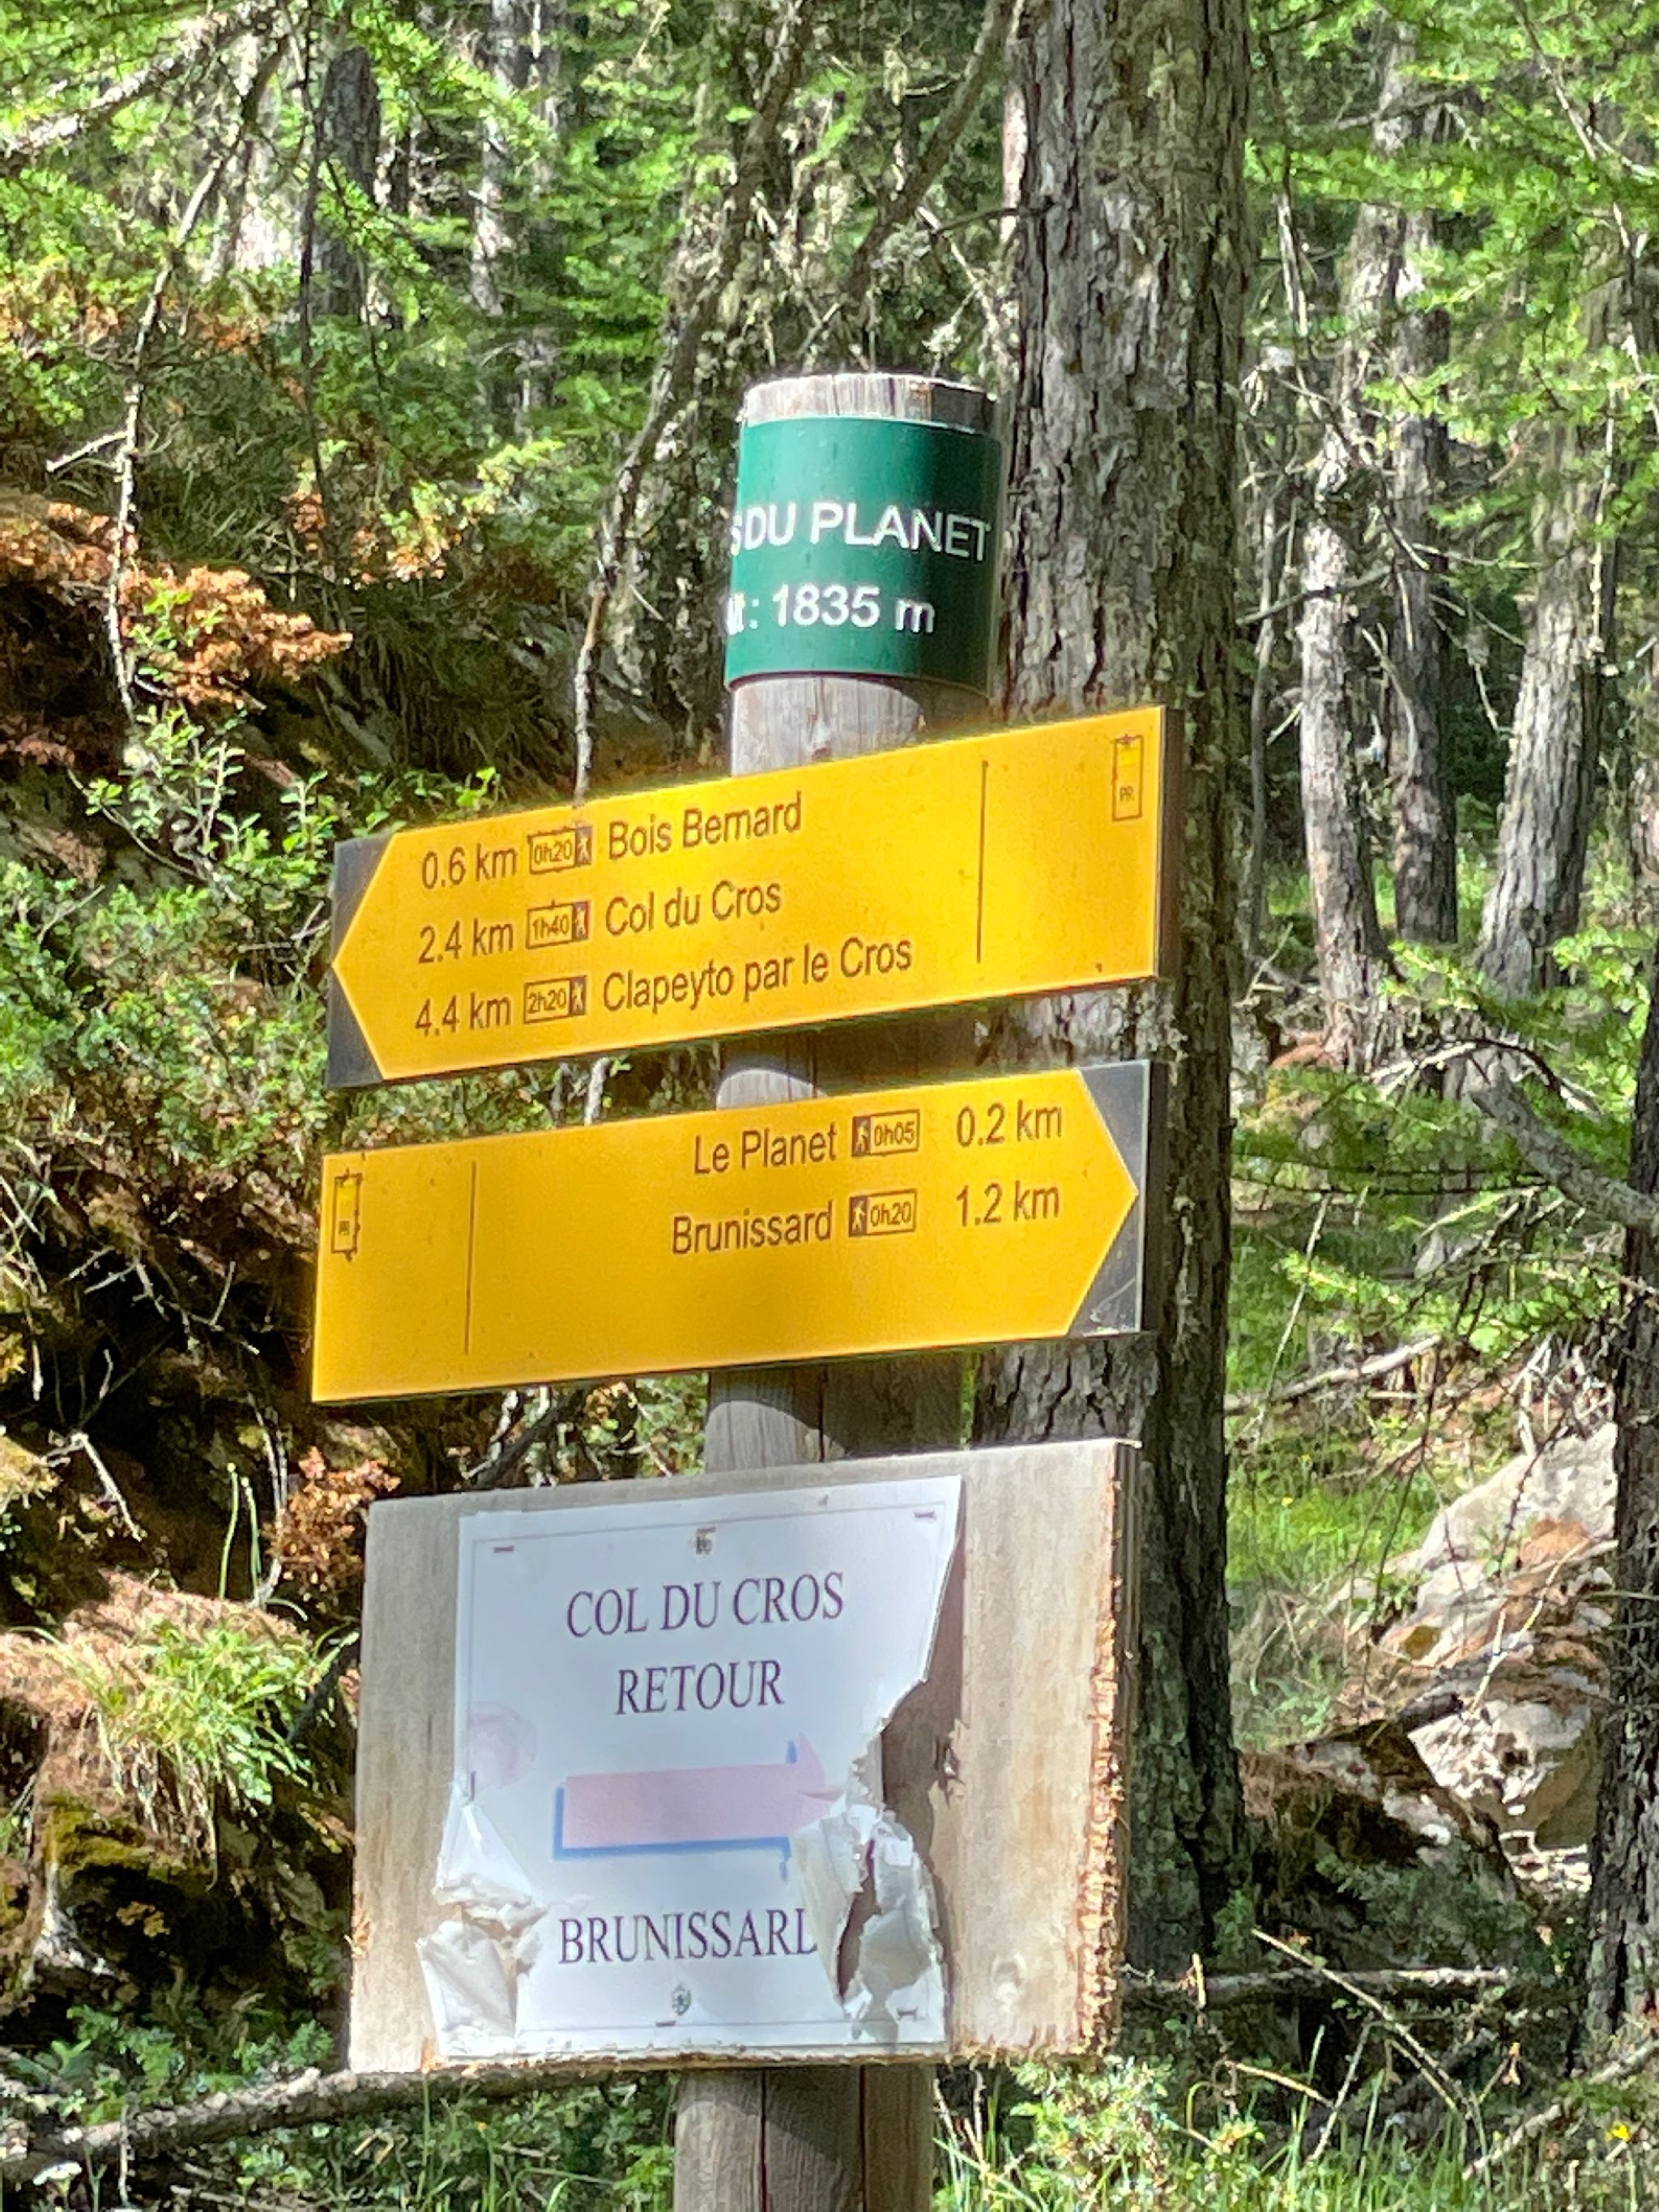 S DU PLANET
alt : 1835 m
0.6 km 0h20 Bois Bernard
2.4 km 1h40 Col du Cros
4.4 km 2h20 Clapeyto par le Cros
PR
Le Planet 0h05 0.2 km
Brunissard 0h20 1.2 km
PR
COL DU CROS
RETOUR
BRUNISSARD